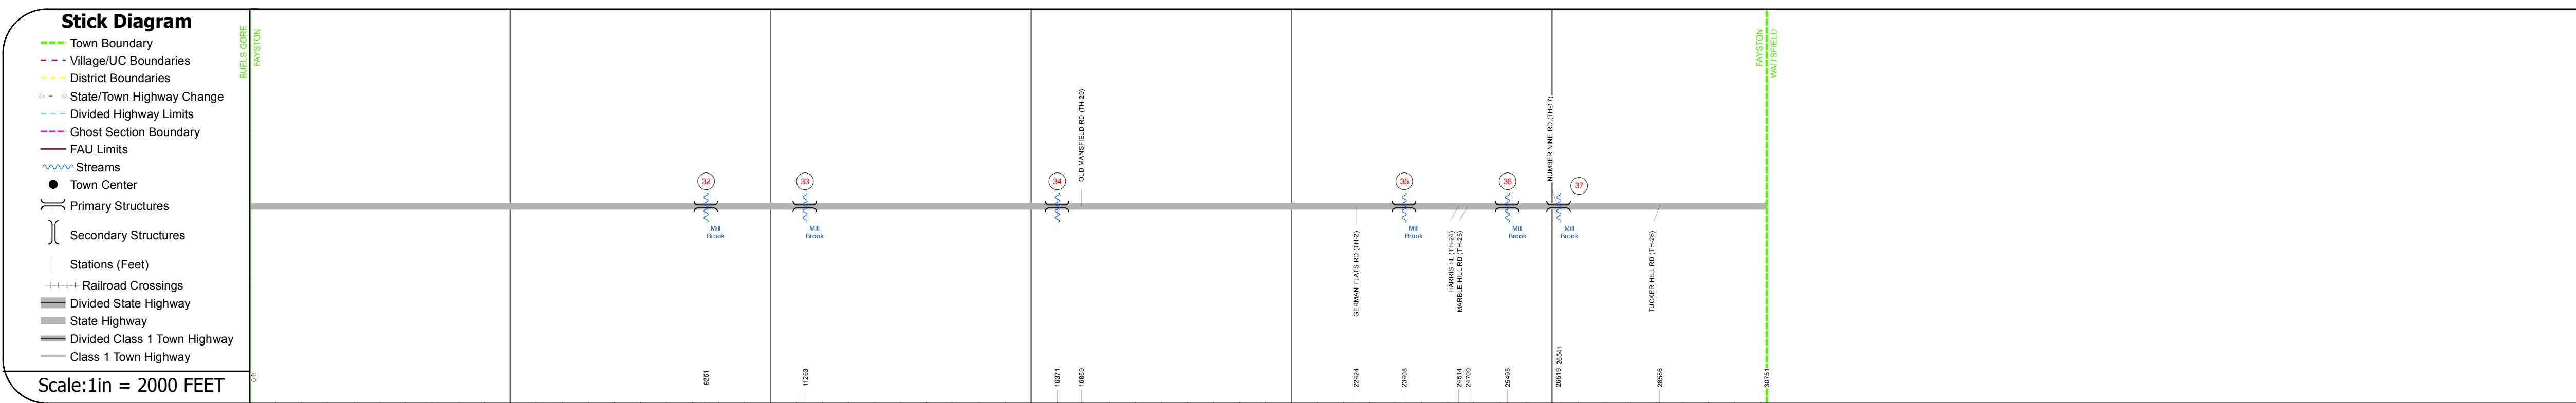 Stick Diagram
Town Boundary
Village/UC Boundaries
District Boundaries
State/Town Highway Change
Divided Highway Limits
Ghost Section Boundary
FAU Limits
Streams
Town Center
Primary Structures
Secondary Structures
Stations (Feet)
Railroad Crossings
Divided State Highway
State Highway
Divided Class 1 Town Highway
Class 1 Town Highway
Scale:1in = 2000 FEET
BUELS GORE
FAYSTON
32
Mill
Brook
33
Mill
Brook
34
OLD MANSFIELD RD (TH-29)
GERMAN FLATS RD (TH-2)
35
Mill
Brook
HARRIS HL (TH-24)
MARBLE HILL RD (TH-25)
36
Mill
Brook
NUMBER NINE RD,(TH-17)
37
Mill
Brook
TUCKER HILL RD (TH-26)
FAYSTON
WAITSFIELD
0 ft
9251
11263
16371
16859
22424
23408
24514
24700
25495
26519
26541
28586
30751